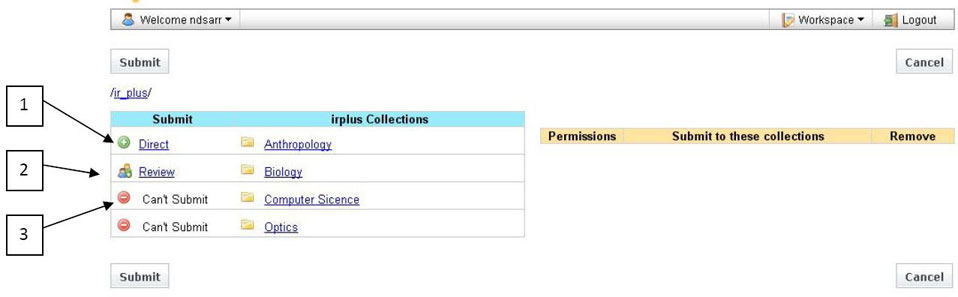 Welcome ndsarr Workspace Logout
Submit Cancel
/ir_plus/
1
Submit irplus Collections
Permissions Submit to these collections Remove
Direct Anthropology
2
Review Biology
3
Can't Submit Computer Sicence
Can't Submit Optics
Submit Cancel